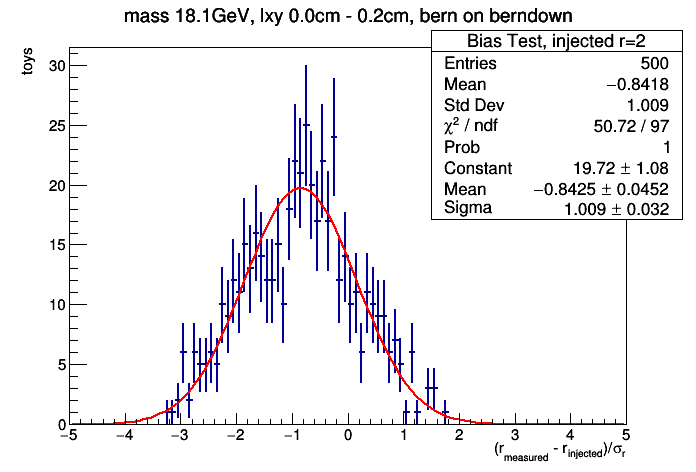 mass 18.1GeV, lxy 0.0cm - 0.2cm, bern on berndown
Bias Test, injected r=2
Entries 500
Mean −0.8418
Std Dev 1.009
χ² / ndf 50.72 / 97
Prob 1
Constant 19.72 ± 1.08
Mean −0.8425 ± 0.0452
Sigma 1.009 ± 0.032
toys
30
25
20
15
10
5
0
−5 −4 −3 −2 −1 0 1 2 3 4 5
(r_measured - r_injected)/σ_r